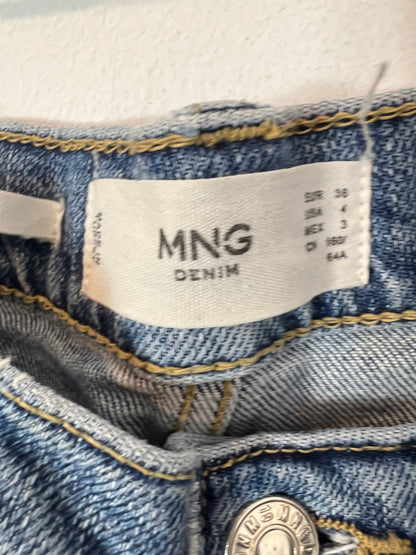 MNG
DENIM
EUR 36
USA 4
MEX 3
CN 160/
64A